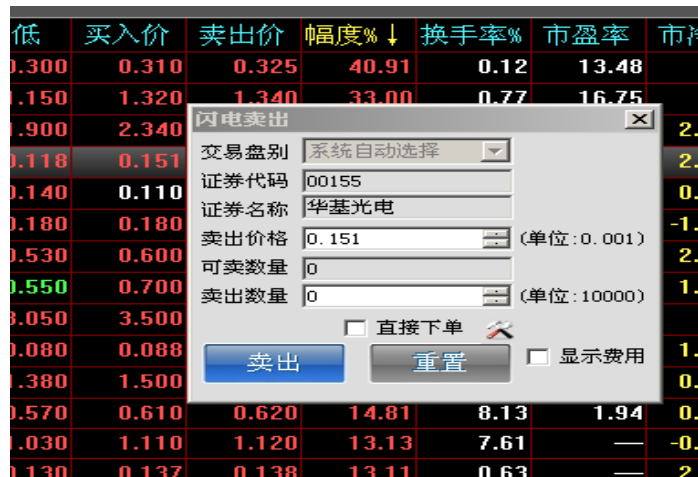 低 买入价 卖出价 幅度%↓ 换手率% 市盈率 市
.300 0.310 0.325 40.91 0.12 13.48
.150 1.320 1.340 33.00 0.77 16.75
闪电卖出
.900 2.340 2.
交易盘别 系统自动选择
.118 0.151 2.
证券代码 00155
.140 0.110 0.
证券名称 华基光电
.180 0.180 -1.
卖出价格 0.151 (单位:0.001)
.530 0.600 2.
可卖数量 0
.550 0.700 1.
卖出数量 0 (单位:10000)
.050 3.500
直接下单
.080 0.088 1.
卖出 重置 显示费用
.380 1.500 0.
.570 0.610 0.620 14.81 8.13 1.94 0.
.030 1.110 1.120 13.13 7.61 — -0.
.130 0.137 0.138 13.11 0.63 — 2